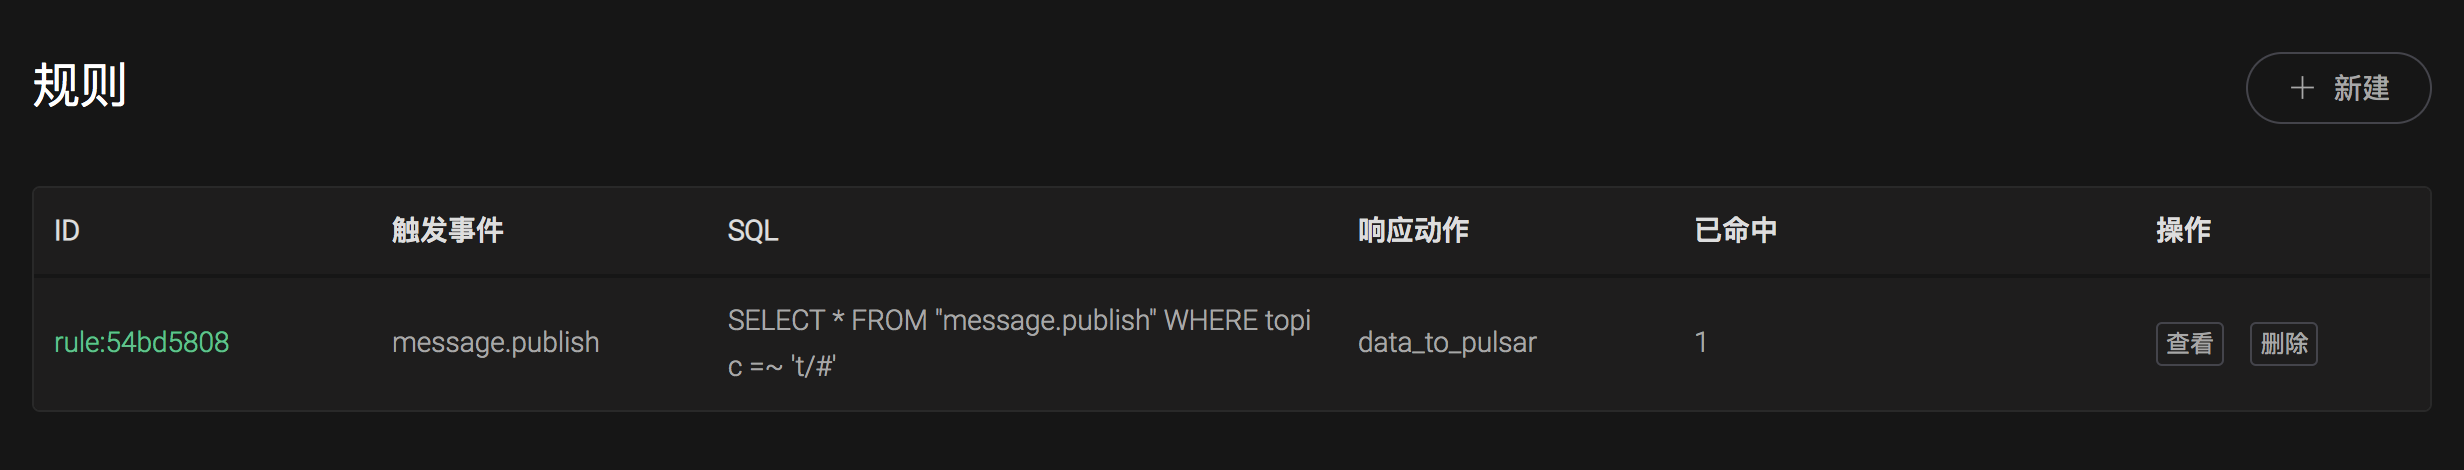 规则
新建
ID 触发事件 SQL 响应动作 已命中 操作
rule:54bd5808 message.publish SELECT * FROM "message.publish" WHERE topi
c =~ 't/#' data_to_pulsar 1 查看 删除